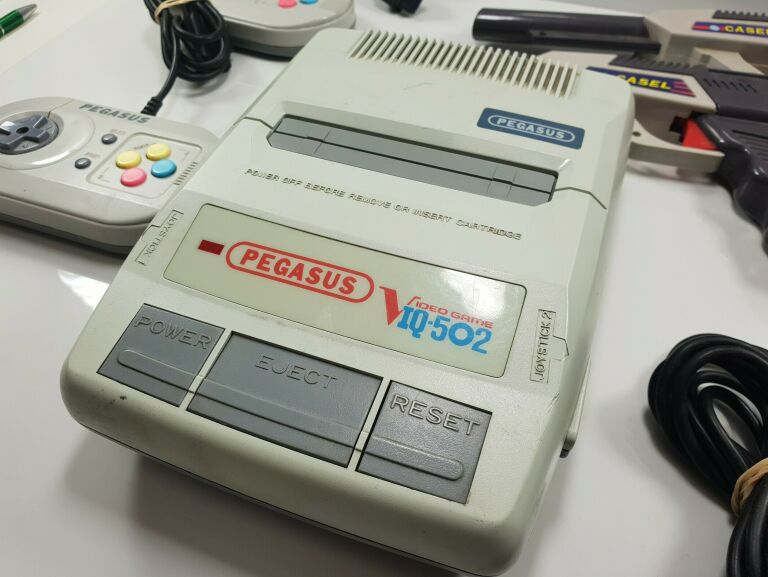 PEGASUS
CASEL
CASEL
PEGASUS
POWER OFF BEFORE REMOVE OR INSERT CARTRIDGE
JOYSTICK 1
PEGASUS
VIDEO GAME
IQ-502
JOYSTICK 2
POWER
EJECT
RESET